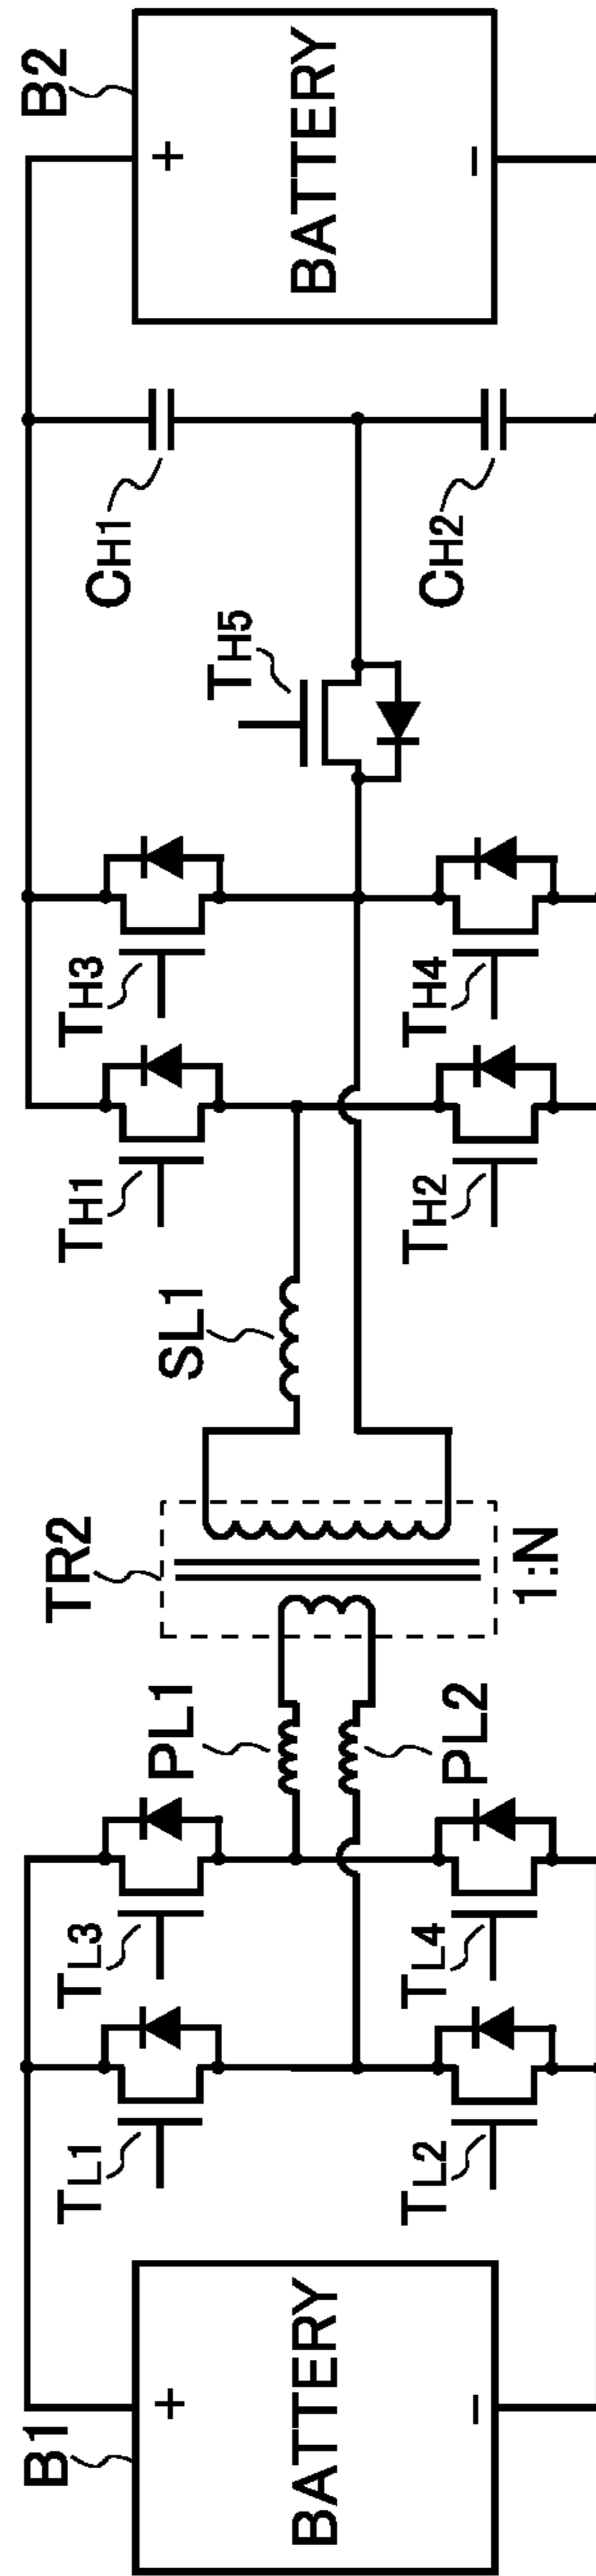 B1
BATTERY
+
−
TL1
TL2
TL3
TL4
PL1
PL2
TR2
1:N
SL1
TH1
TH2
TH3
TH4
TH5
CH1
CH2
B2
BATTERY
+
−